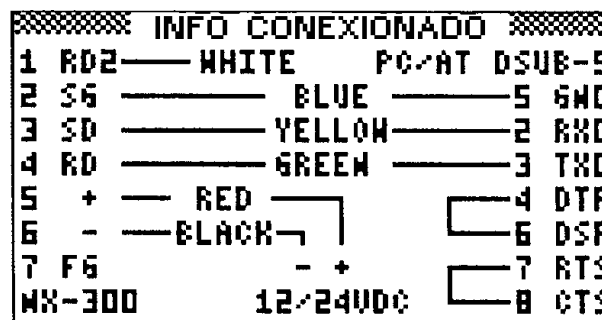 INFO CONEXIONADO
1 RD2 WHITE PC/AT DSUB-9
2 SG BLUE 5 GND
3 SD YELLOW 2 RXD
4 RD GREEN 3 TXD
5 + RED 4 DTR
6 - BLACK 6 DSR
7 FG - + 7 RTS
MX-300 12/24VDC 8 CTS